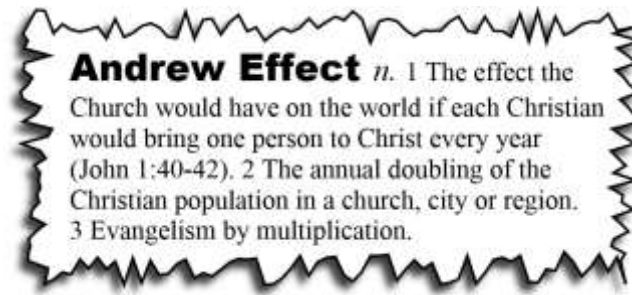 Andrew Effect n. 1 The effect the
Church would have on the world if each Christian
would bring one person to Christ every year
(John 1:40-42). 2 The annual doubling of the
Christian population in a church, city or region.
3 Evangelism by multiplication.